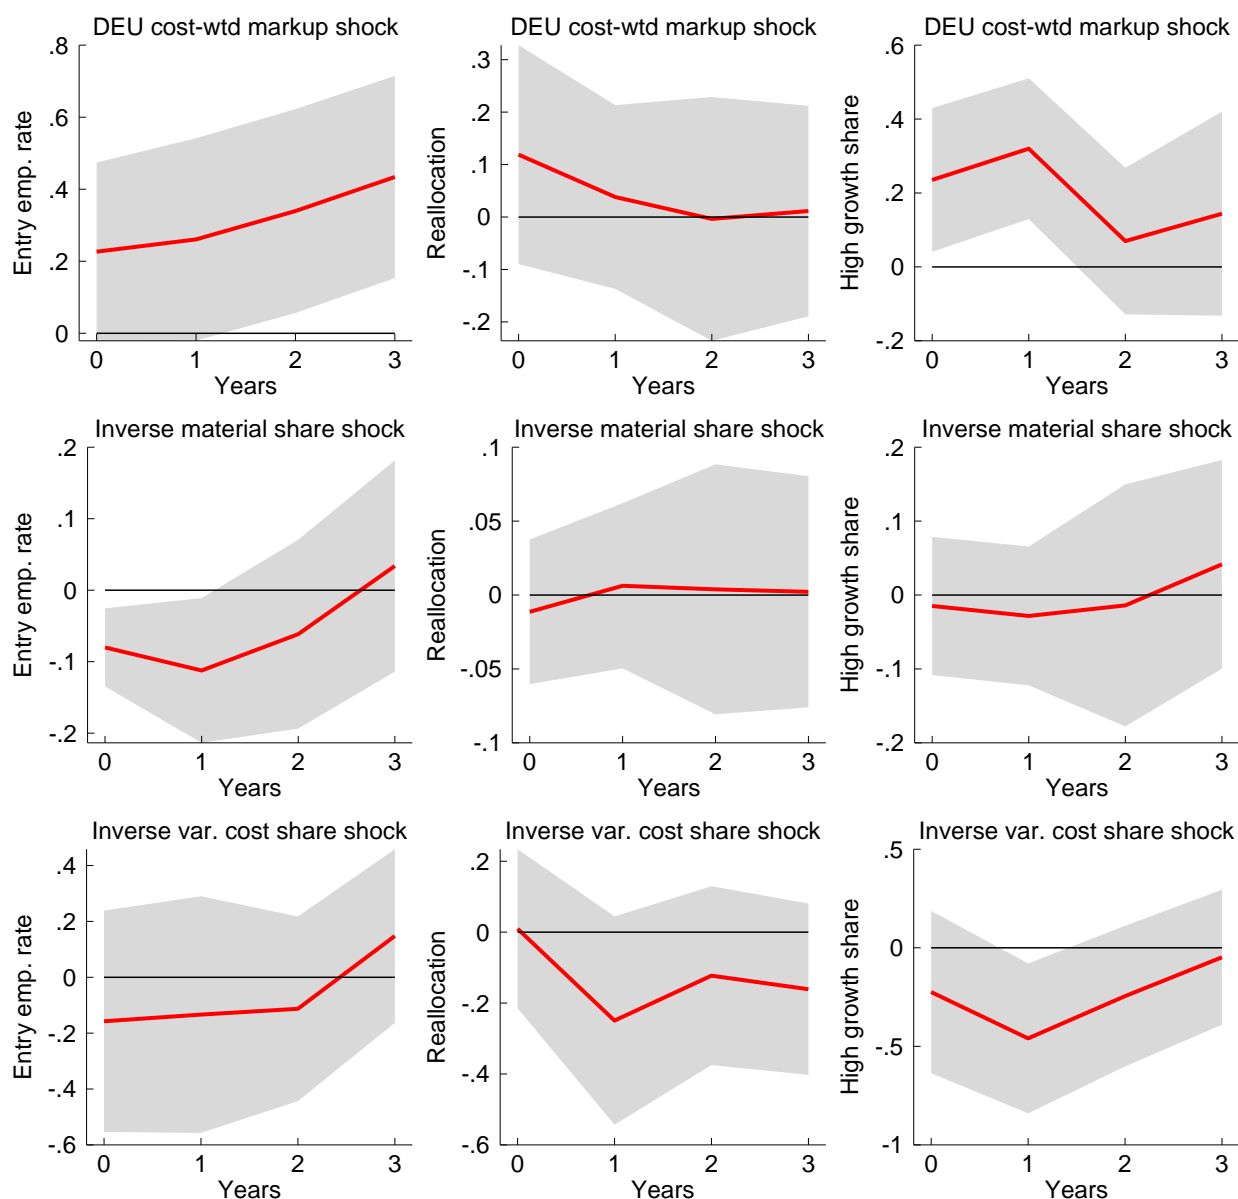 DEU cost-wtd markup shock
Entry emp. rate
.8
.6
.4
.2
0
0 1 2 3
Years
DEU cost-wtd markup shock
Reallocation
.3
.2
.1
0
-.1
-.2
0 1 2 3
Years
DEU cost-wtd markup shock
High growth share
.6
.4
.2
0
-.2
0 1 2 3
Years
Inverse material share shock
Entry emp. rate
.2
.1
0
-.1
-.2
0 1 2 3
Years
Inverse material share shock
Reallocation
.1
.05
0
-.05
-.1
0 1 2 3
Years
Inverse material share shock
High growth share
.2
.1
0
-.1
-.2
0 1 2 3
Years
Inverse var. cost share shock
Entry emp. rate
.4
.2
0
-.2
-.4
-.6
0 1 2 3
Years
Inverse var. cost share shock
Reallocation
.2
0
-.2
-.4
-.6
0 1 2 3
Years
Inverse var. cost share shock
High growth share
.5
0
-.5
-1
0 1 2 3
Years